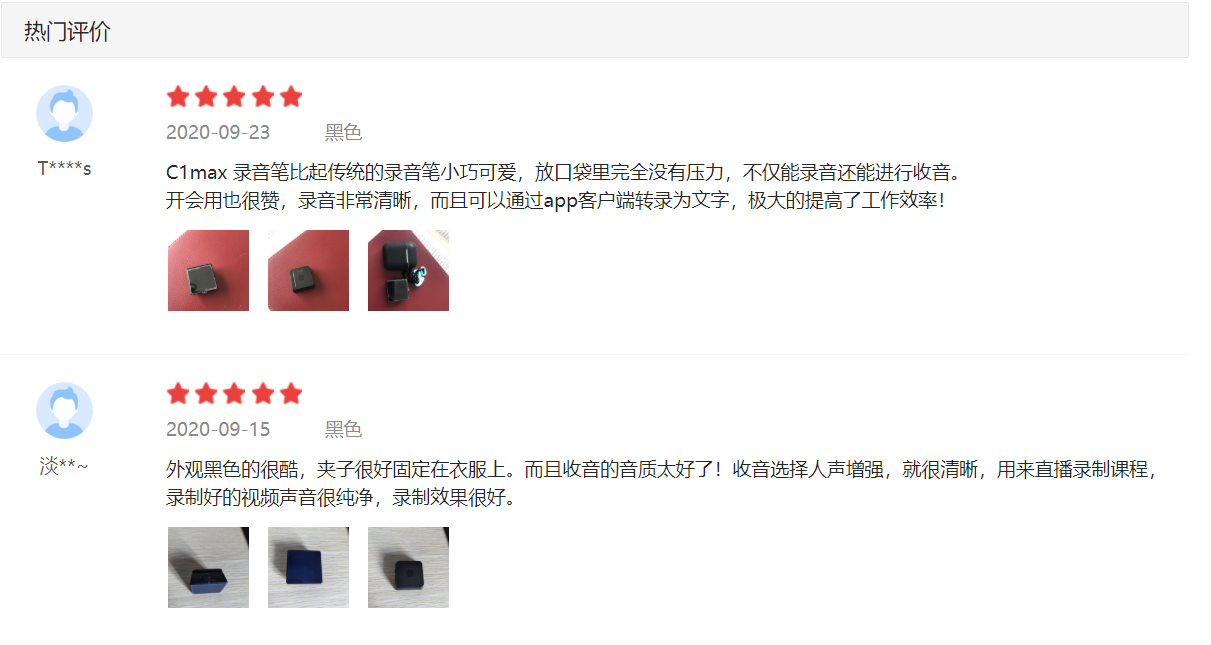 热门评价
T****s
2020-09-23 黑色
C1max 录音笔比起传统的录音笔小巧可爱，放口袋里完全没有压力，不仅能录音还能进行收音。
开会用也很赞，录音非常清晰，而且可以通过app客户端转录为文字，极大的提高了工作效率！
淡**~
2020-09-15 黑色
外观黑色的很酷，夹子很好固定在衣服上。而且收音的音质太好了！收音选择人声增强，就很清晰，用来直播录制课程，
录制好的视频声音很纯净，录制效果很好。